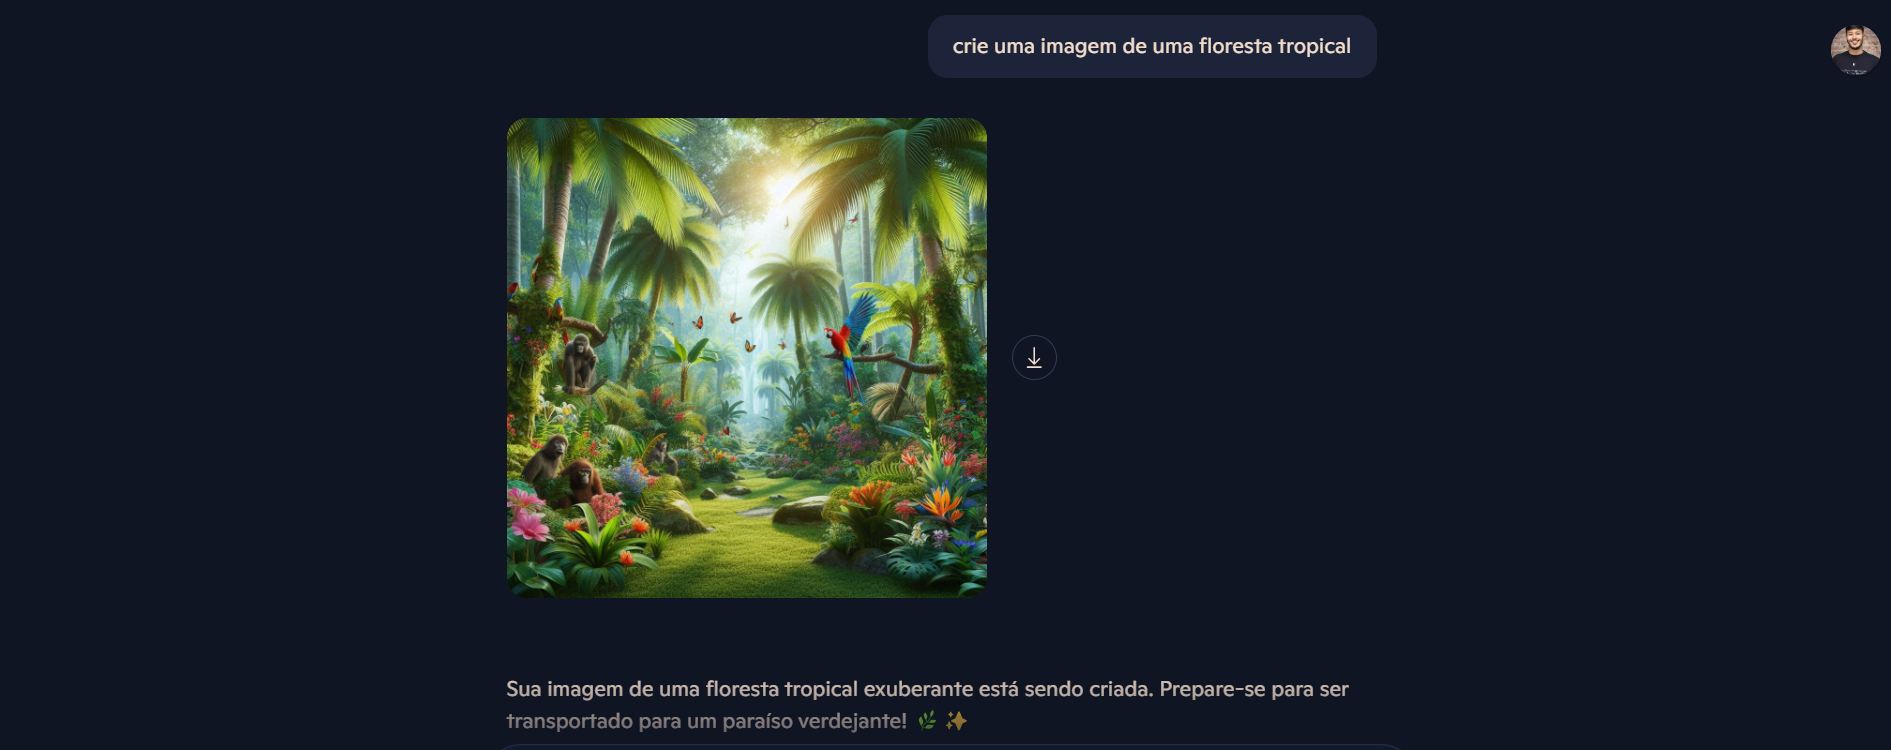 crie uma imagem de uma floresta tropical
Sua imagem de uma floresta tropical exuberante está sendo criada. Prepare-se para ser
transportado para um paraíso verdejante! 🌿 ✨